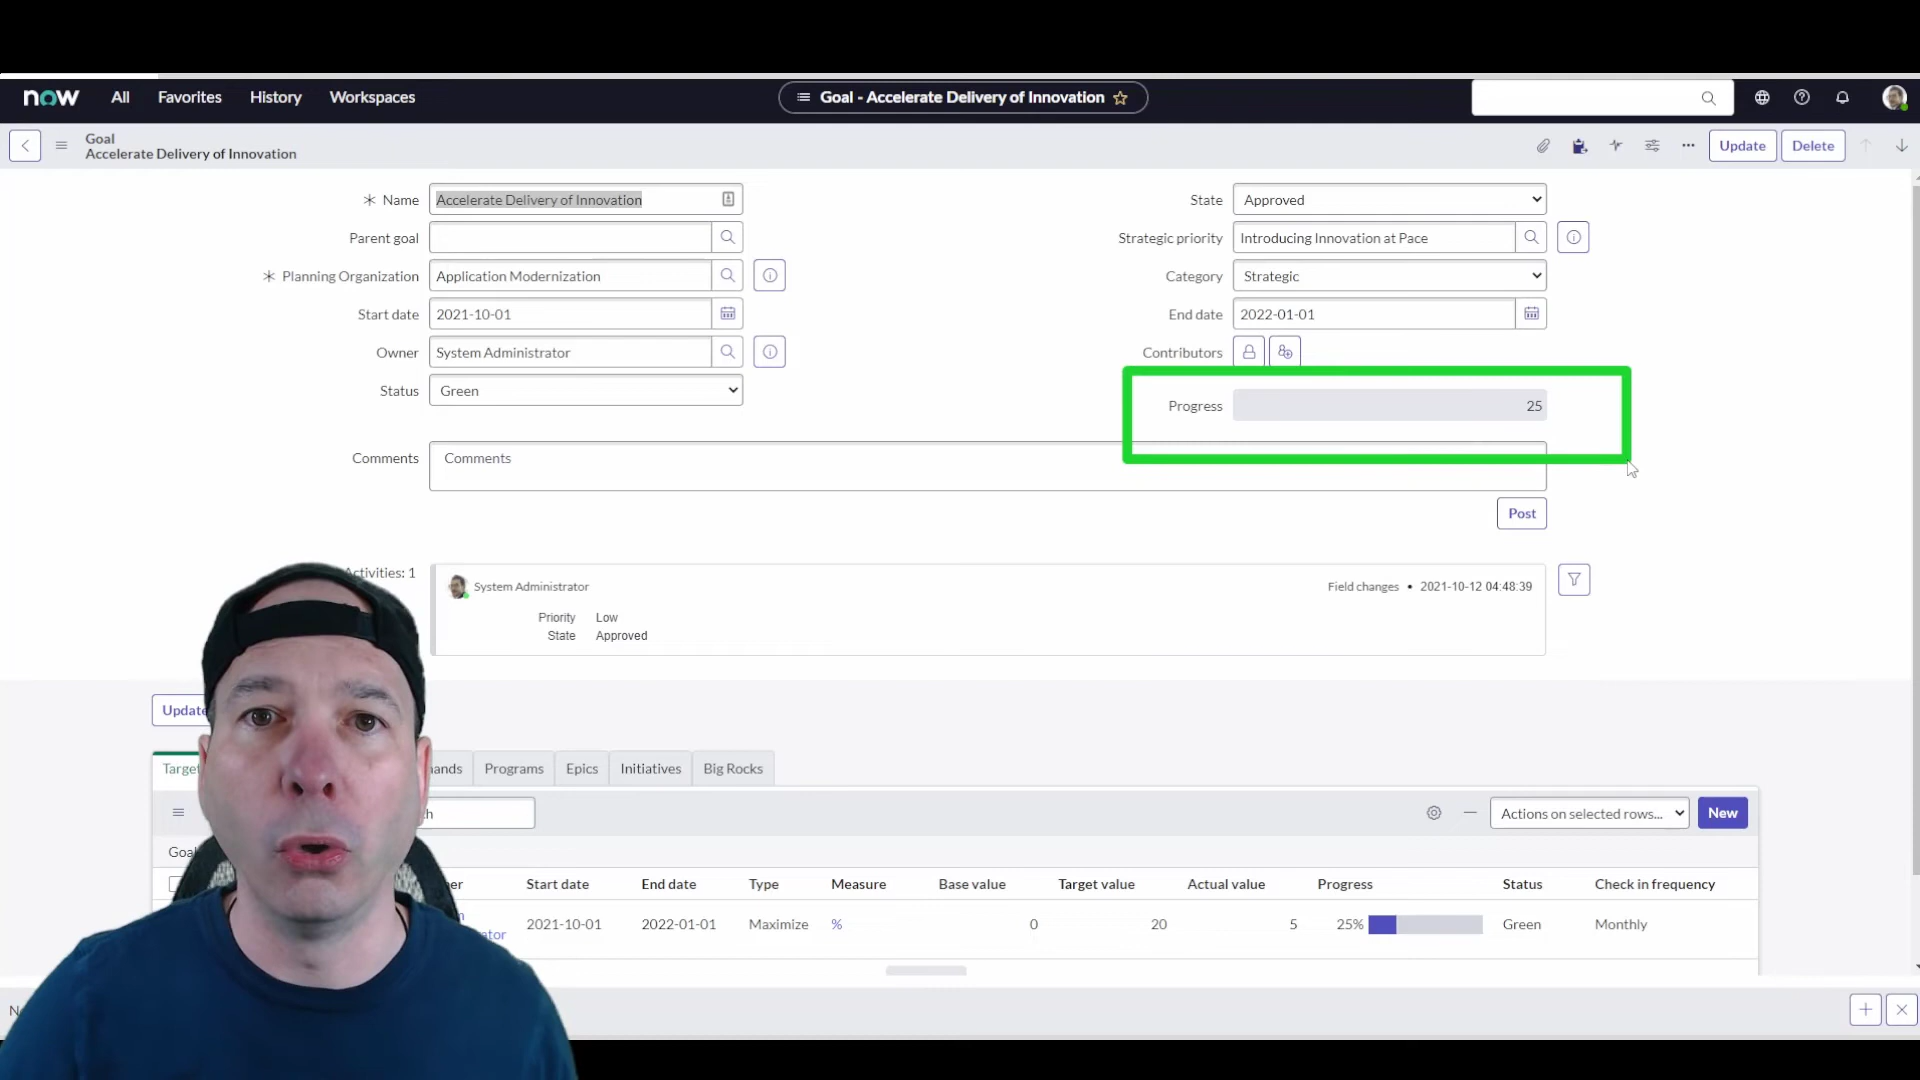 now All Favorites History Workspaces Goal - Accelerate Delivery of Innovation
Goal
Accelerate Delivery of Innovation
Update Delete
Name Accelerate Delivery of Innovation State Approved
Parent goal Strategic priority Introducing Innovation at Pace
Planning Organization Application Modernization Category Strategic
Start date 2021-10-01 End date 2022-01-01
Owner System Administrator Contributors
Status Green Progress 25
Comments Comments
Post
Activities: 1 System Administrator Field changes • 2021-10-12 04:48:39
Priority Low
State Approved
Update
Target ands Programs Epics Initiatives Big Rocks
h Actions on selected rows... New
Goal
er Start date End date Type Measure Base value Target value Actual value Progress Status Check in frequency
m
ator 2021-10-01 2022-01-01 Maximize % 0 20 5 25% Green Monthly
N